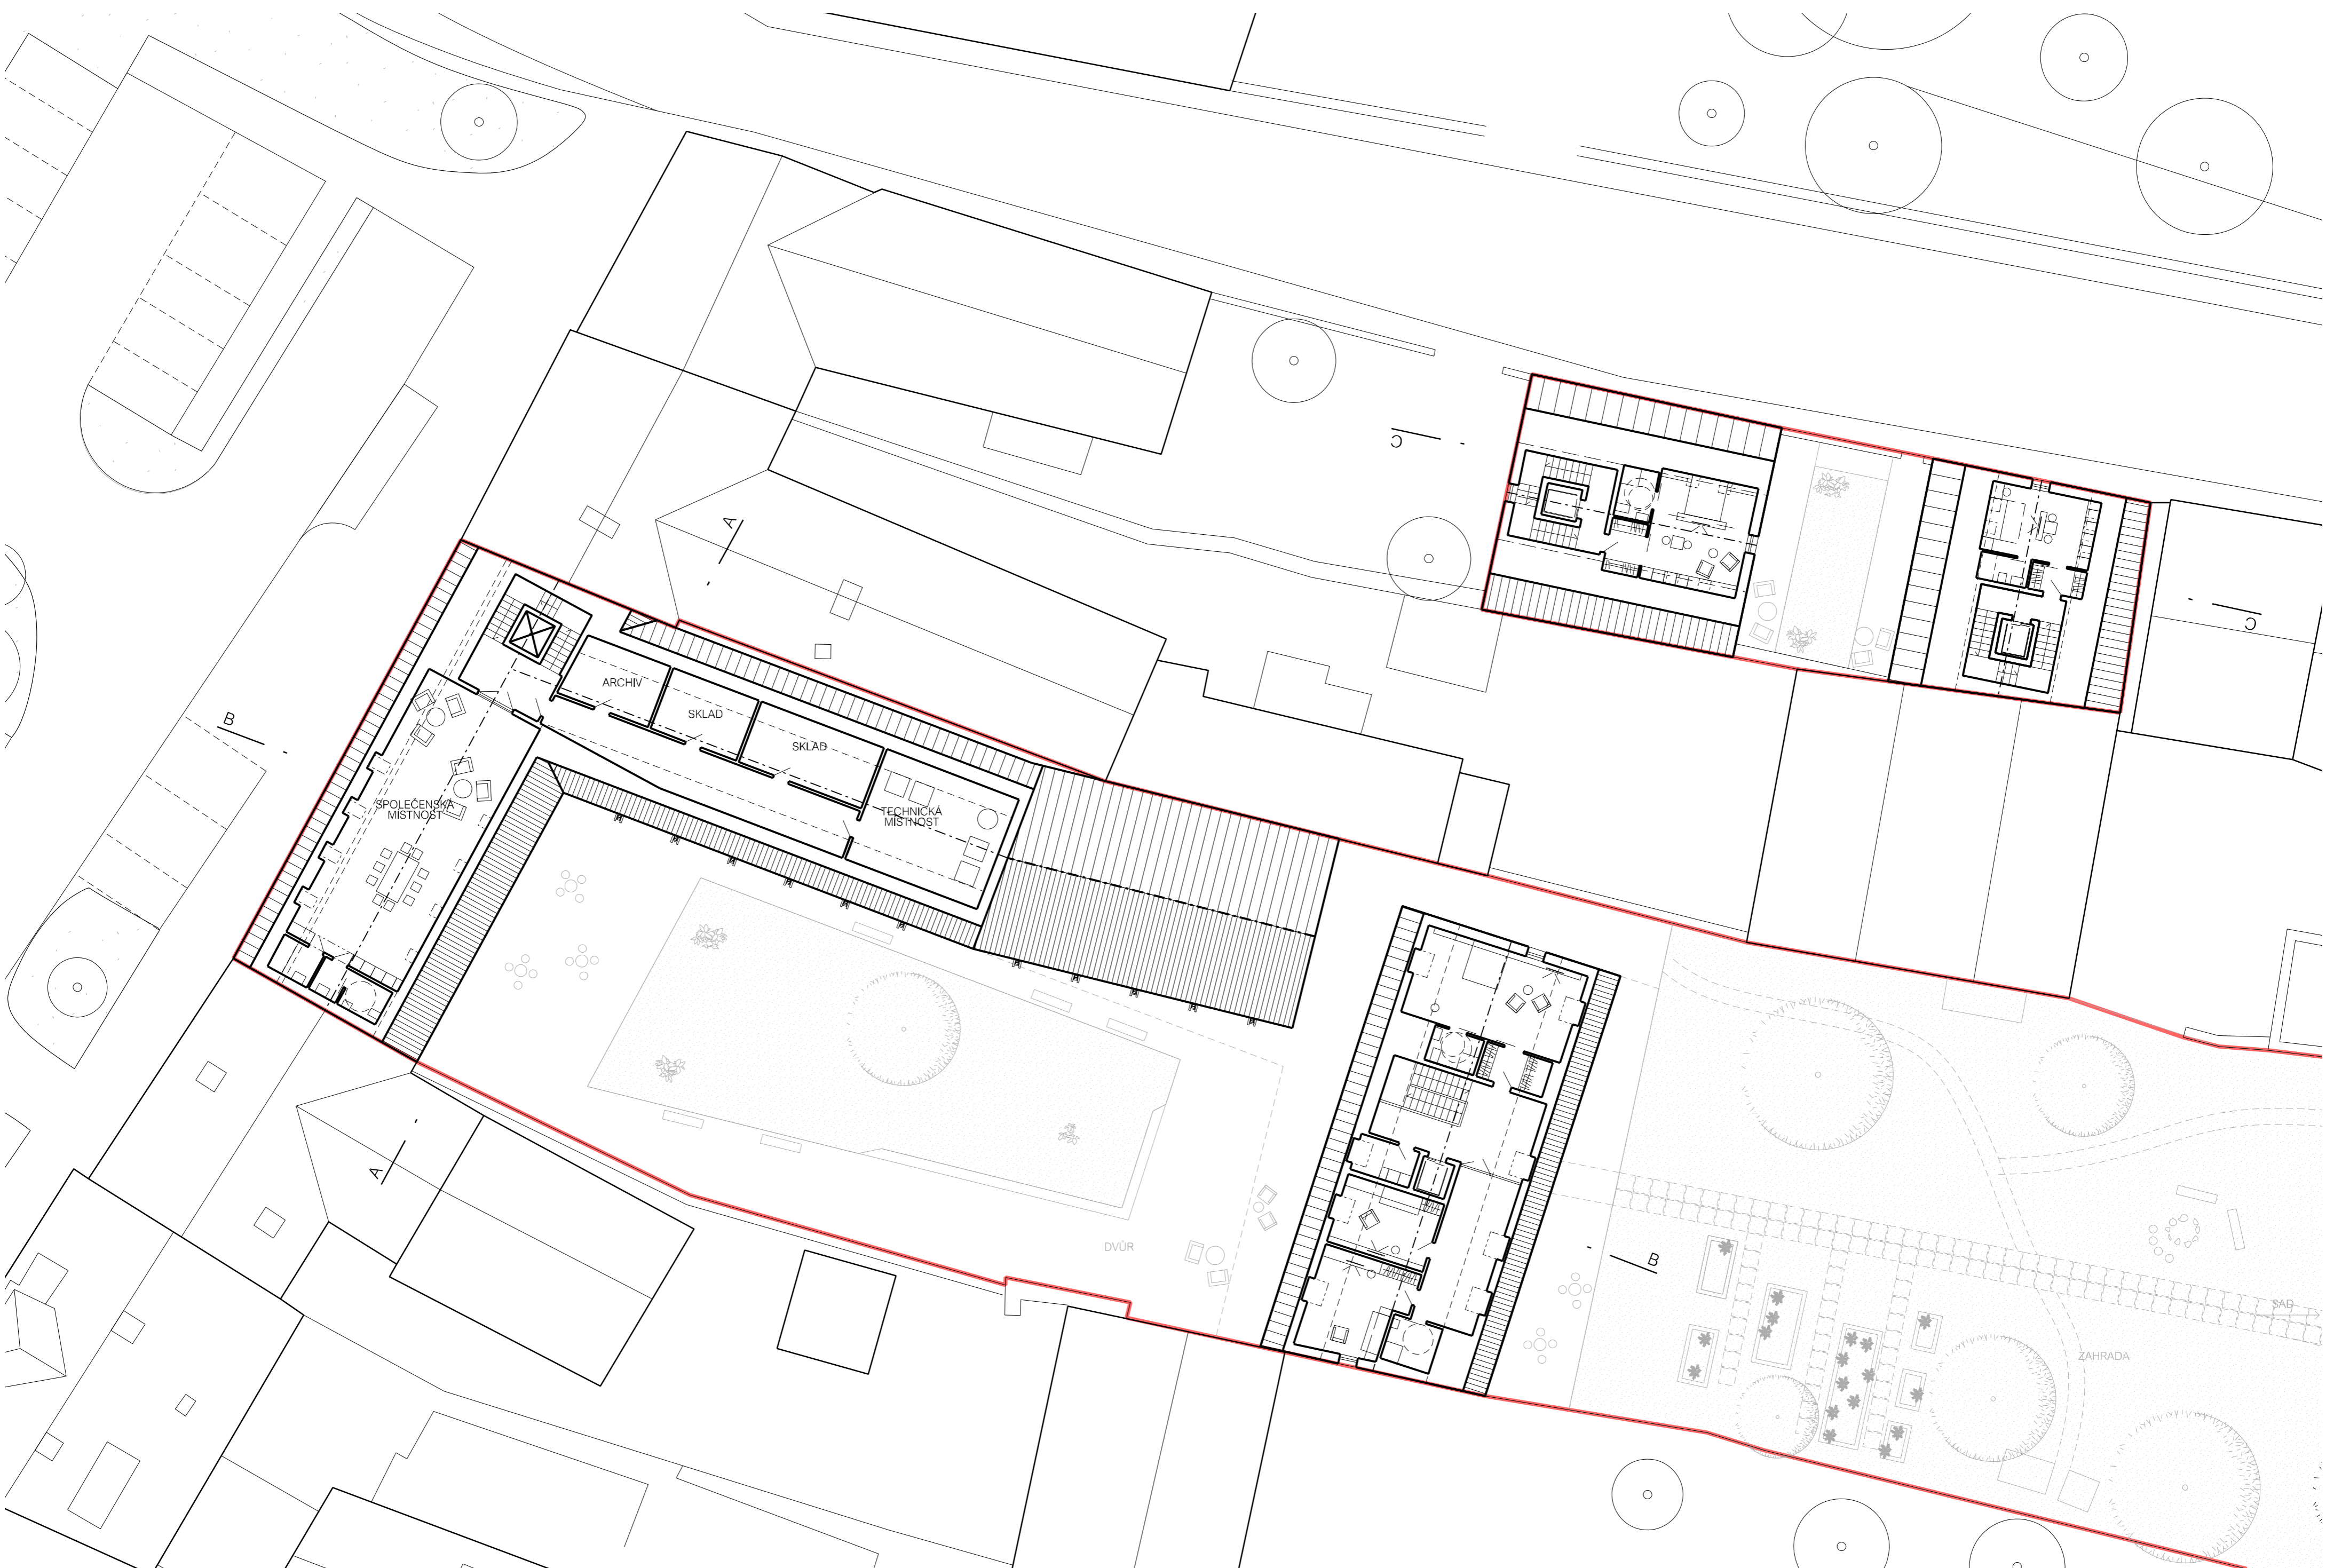 C
A
C
ARCHIV
SKLAD
B
SKLAD
SPOLEČENSKÁ
MÍSTNOST
TECHNICKÁ
MÍSTNOST
A
DVŮR
B
SAD
ZAHRADA